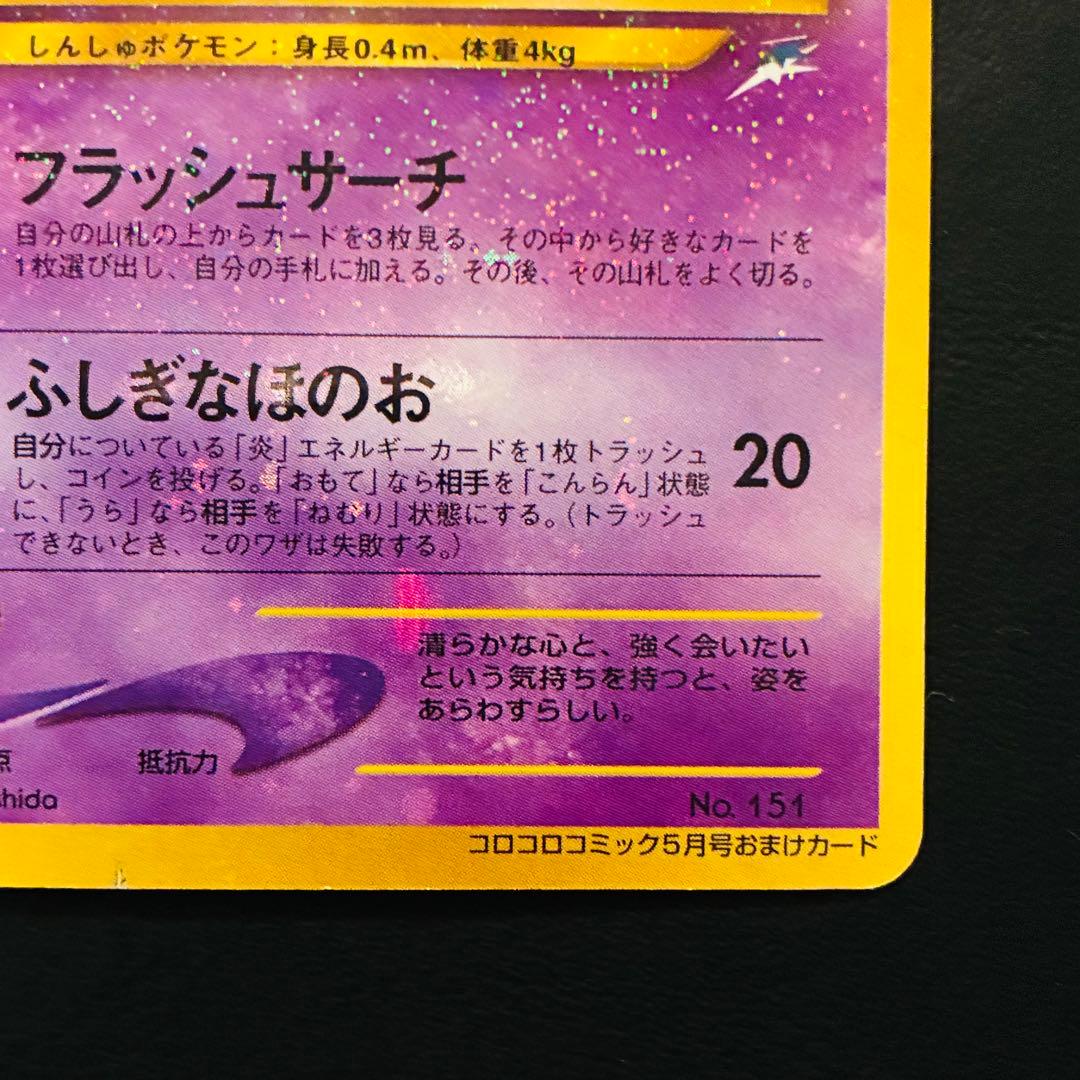 しんしゅポケモン：身長0.4m、体重4kg
フラッシュサーチ
自分の山札の上からカードを3枚見る。その中から好きなカードを
1枚選び出し、自分の手札に加える。その後、その山札をよく切る。
ふしぎなほのお
自分についている「炎」エネルギーカードを1枚トラッシュ
し、コインを投げる。「おもて」なら相手を「こんらん」状態
に、「うら」なら相手を「ねむり」状態にする。（トラッシュ
できないとき、このワザは失敗する。）
20
清らかな心と、強く会いたい
という気持ちを持つと、姿を
あらわすらしい。
点 抵抗力
hida
No. 151
コロコロコミック5月号おまけカード